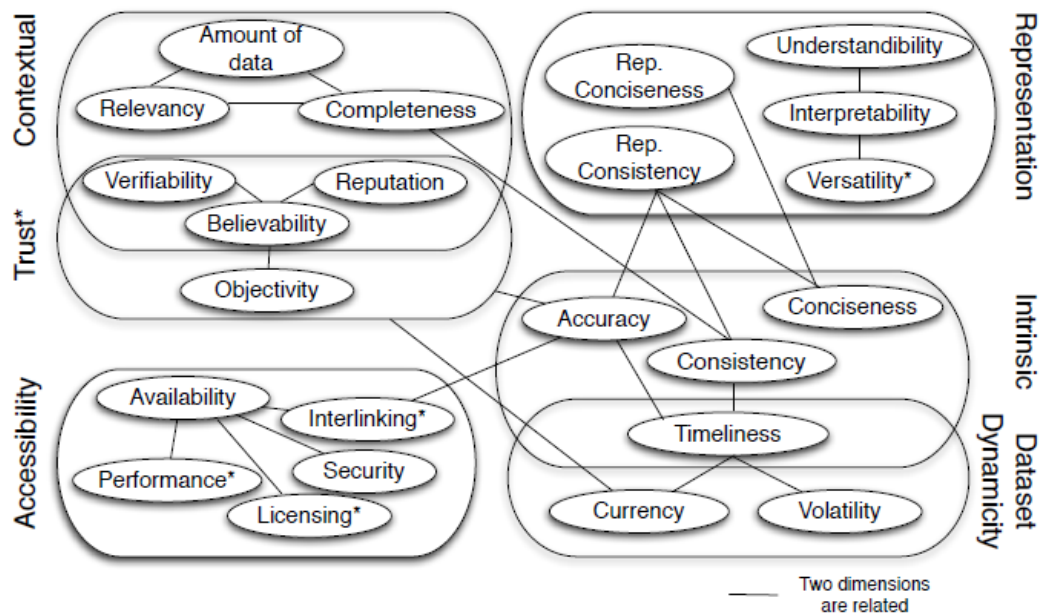 Contextual
Amount of
data
Relevancy
Completeness
Trust*
Verifiability
Reputation
Believability
Objectivity
Accessibility
Availability
Interlinking*
Performance*
Security
Licensing*
Representation
Rep.
Conciseness
Understandibility
Interpretability
Rep.
Consistency
Versatility*
Intrinsic
Conciseness
Accuracy
Consistency
Dataset
Dynamicity
Timeliness
Currency
Volatility
Two dimensions
are related